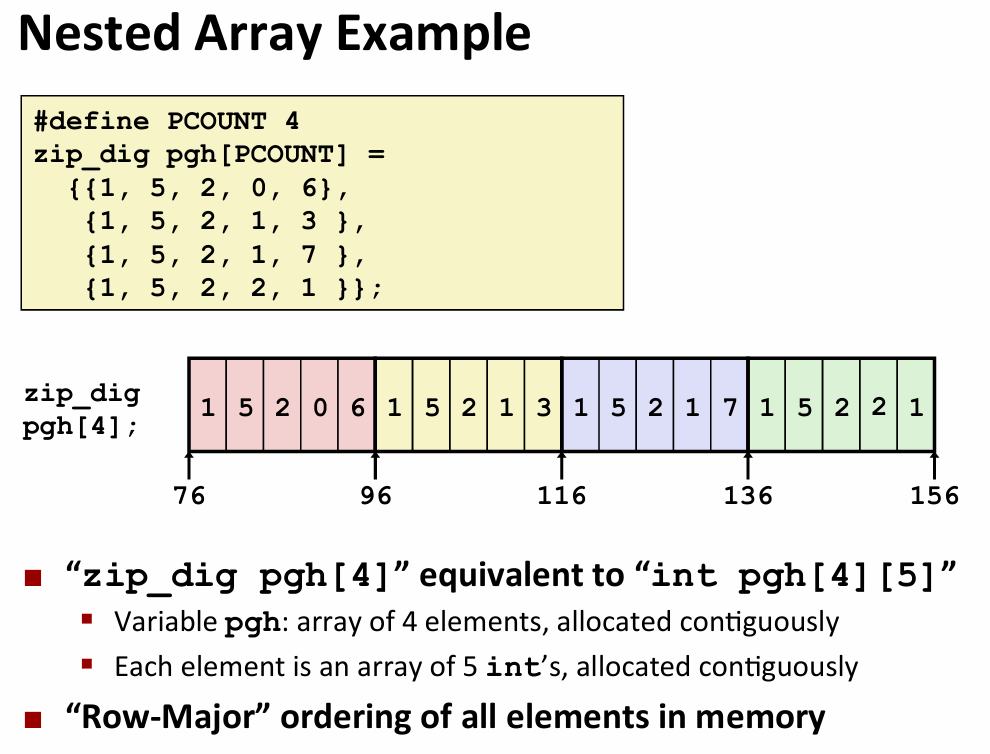 Nested Array Example
#define PCOUNT 4
zip_dig pgh[PCOUNT] =
{{1, 5, 2, 0, 6},
{1, 5, 2, 1, 3 },
{1, 5, 2, 1, 7 },
{1, 5, 2, 2, 1 }};
zip_dig
pgh[4];
1 5 2 0 6 1 5 2 1 3 1 5 2 1 7 1 5 2 2 1
76 96 116 136 156
■ “zip_dig pgh[4]” equivalent to “int pgh[4][5]”
▪ Variable pgh: array of 4 elements, allocated contiguously
▪ Each element is an array of 5 int’s, allocated contiguously
■ “Row-Major” ordering of all elements in memory